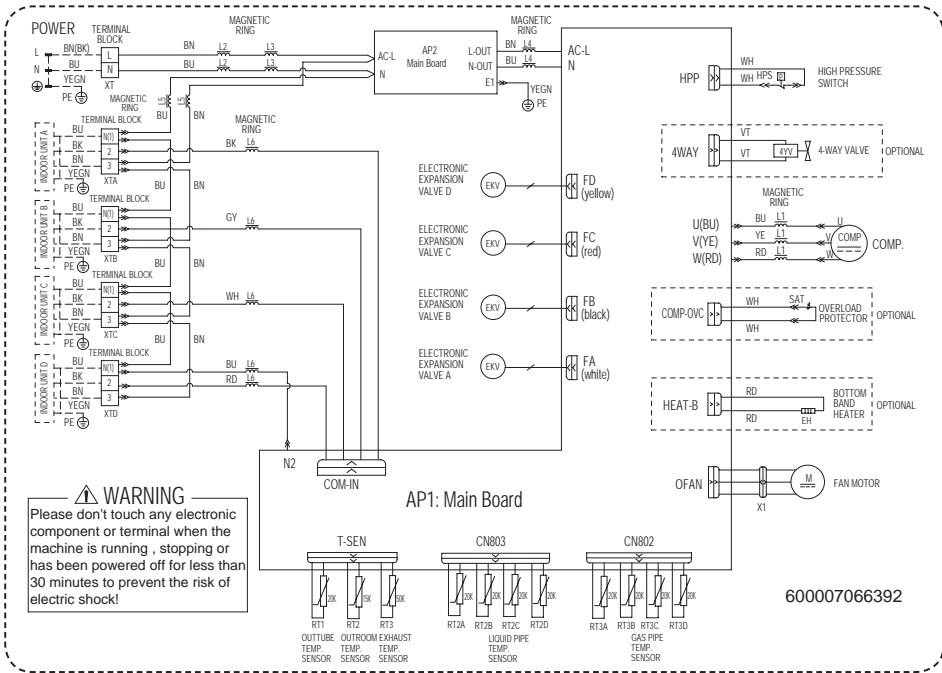 POWER
TERMINAL
BLOCK
L
BN(BK)
L
N
BU
N
YEGN
PE
XT
MAGNETIC
RING
BN
L2
L3
BU
L2
L3
AC-L
N
AP2
Main Board
L-OUT
N-OUT
E1
MAGNETIC
RING
BN
L4
BU
L4
YEGN
PE
AC-L
N
MAGNETIC
RING
L5
L5
BU
BN
TERMINAL BLOCK
INDOOR UNIT A
BU
BK
BN
YEGN
PE
N(1)
2
3
XTA
BU
BN
MAGNETIC
RING
BK
L6
TERMINAL BLOCK
INDOOR UNIT B
BU
BK
BN
YEGN
PE
N(1)
2
3
XTB
BU
BN
GY
L6
TERMINAL BLOCK
INDOOR UNIT C
BU
BK
BN
YEGN
PE
N(1)
2
3
XTC
BU
BN
WH
L6
TERMINAL BLOCK
INDOOR UNIT D
BU
BK
BN
YEGN
PE
N(1)
2
3
XTD
BU
L6
RD
L6
N2
COM-IN
ELECTRONIC
EXPANSION
VALVE D
EKV
FD
(yellow)
ELECTRONIC
EXPANSION
VALVE C
EKV
FC
(red)
ELECTRONIC
EXPANSION
VALVE B
EKV
FB
(black)
ELECTRONIC
EXPANSION
VALVE A
EKV
FA
(white)
HPP
WH
WH
HPS
P
HIGH PRESSURE
SWITCH
4WAY
VT
VT
4YV
4-WAY VALVE
OPTIONAL
MAGNETIC
RING
U(BU)
BU
L1
U
V(YE)
YE
L1
V
W(RD)
RD
L1
W
COMP
COMP.
COMP-OVC
WH
SAT
WH
OVERLOAD
PROTECTOR
OPTIONAL
HEAT-B
RD
RD
EH
BOTTOM
BAND
HEATER
OPTIONAL
OFAN
X1
M
FAN MOTOR
AP1: Main Board
WARNING
Please don't touch any electronic
component or terminal when the
machine is running , stopping or
has been powered off for less than
30 minutes to prevent the risk of
electric shock!
T-SEN
20K
15K
50K
RT1
RT2
RT3
OUTTUBE
TEMP.
SENSOR
OUTROOM
TEMP.
SENSOR
EXHAUST
TEMP.
SENSOR
CN803
20K
20K
20K
20K
RT2A
RT2B
RT2C
RT2D
LIQUID PIPE
TEMP.
SENSOR
CN802
20K
20K
20K
20K
RT3A
RT3B
RT3C
RT3D
GAS PIPE
TEMP.
SENSOR
600007066392